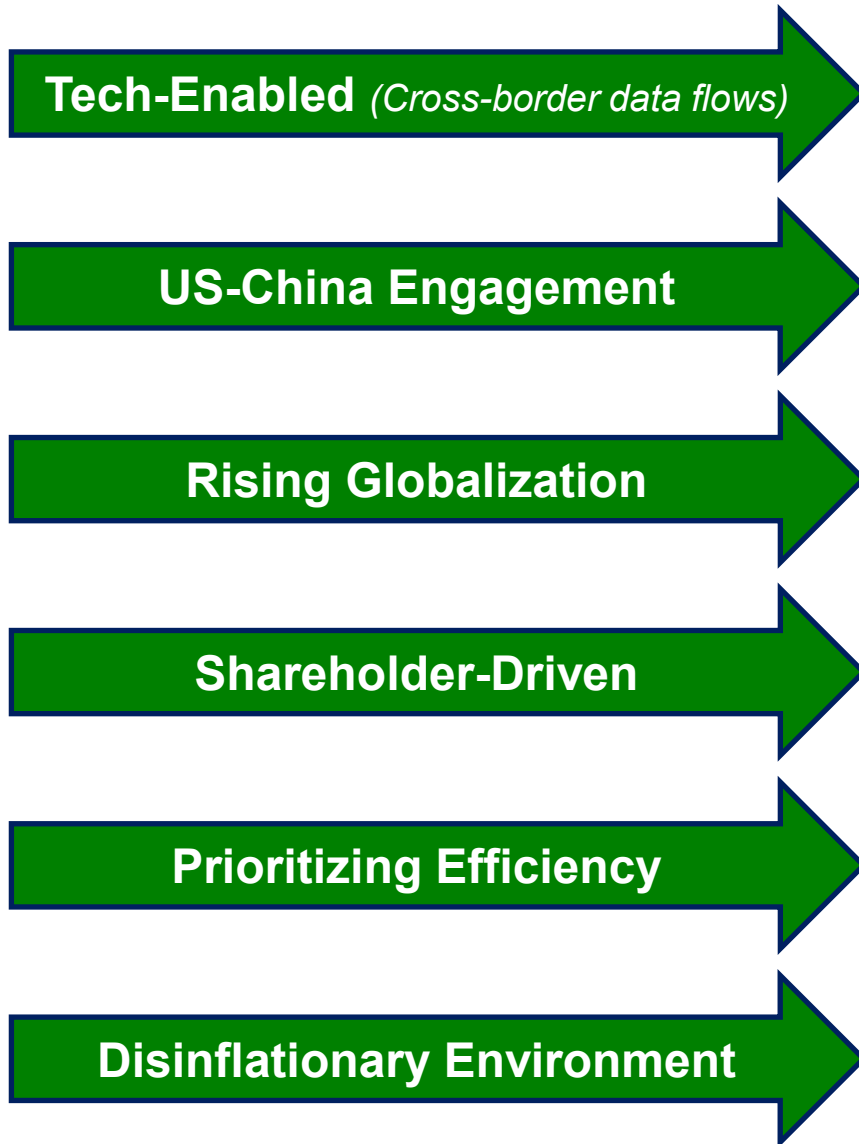 Tech-Enabled (Cross-border data flows)
US-China Engagement
Rising Globalization
Shareholder-Driven
Prioritizing Efficiency
Disinflationary Environment